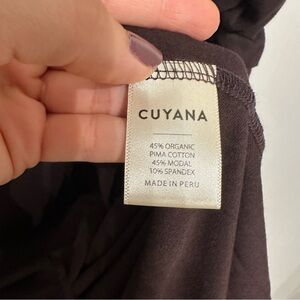 CUYANA
45% ORGANIC
PIMA COTTON
45% MODAL
10% SPANDEX
MADE IN PERU